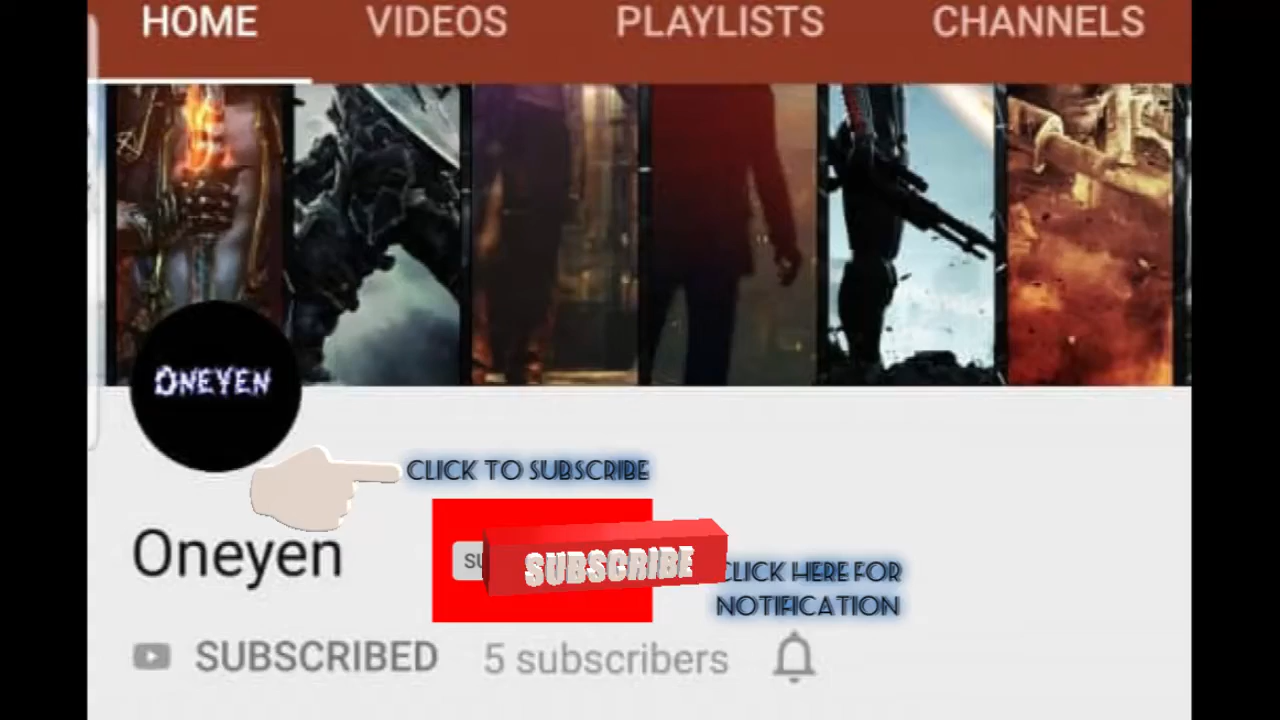 HOME VIDEOS PLAYLISTS CHANNELS
ONEYEN
CLICK TO SUBSCRIBE
Oneyen
SUBSCRIBE
CLICK HERE FOR
NOTIFICATION
SUBSCRIBED 5 subscribers